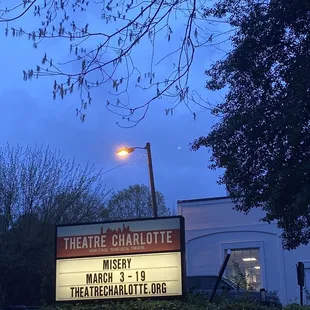 THEATRE CHARLOTTE
MISERY
MARCH 3 - 19
THEATRECHARLOTTE.ORG